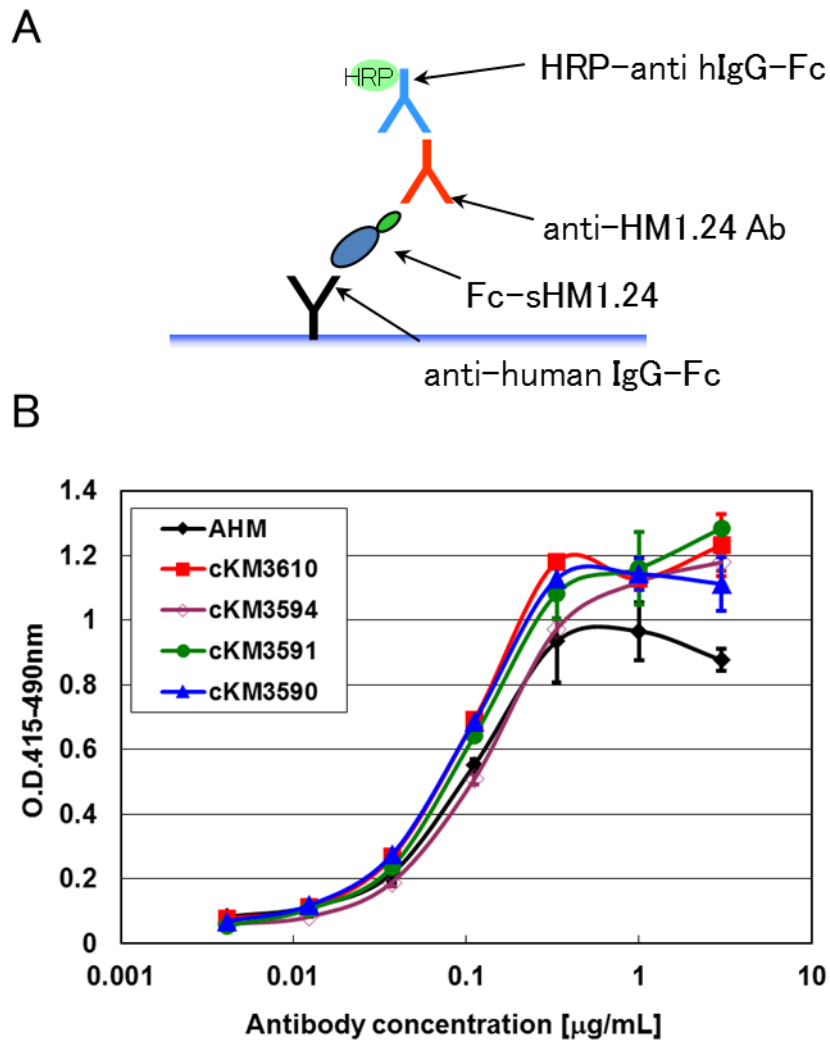 A
HRP
HRP-anti hIgG-Fc
anti-HM1.24 Ab
Fc-sHM1.24
anti-human IgG-Fc
B
1.4
1.2
1
0.8
0.6
0.4
0.2
0
AHM
cKM3610
cKM3594
cKM3591
cKM3590
O.D.415-490nm
0.001
0.01
0.1
1
10
Antibody concentration [μg/mL]